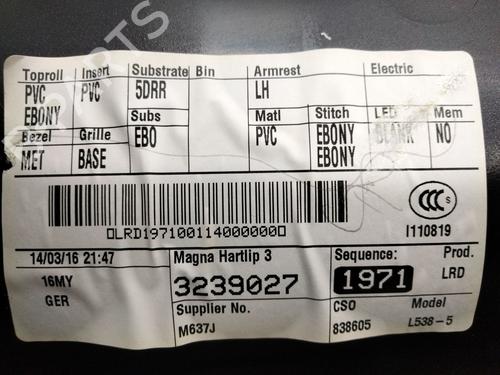 Toproll Insert Substrate Bin Armrest Electric
PVC PVC 5DRR LH
EBONY Subs Matl Stitch LED Mem
Bezel Grille EBO PVC EBONY BLANK NO
MET BASE EBONY
CCC
▯LRD1971001140000000▯ I110819
14/03/16 21:47 Magna Hartlip 3 Sequence: Prod.
16MY 3239027 1971 LRD
GER Supplier No. CSO Model
M637J 838605 L538-5